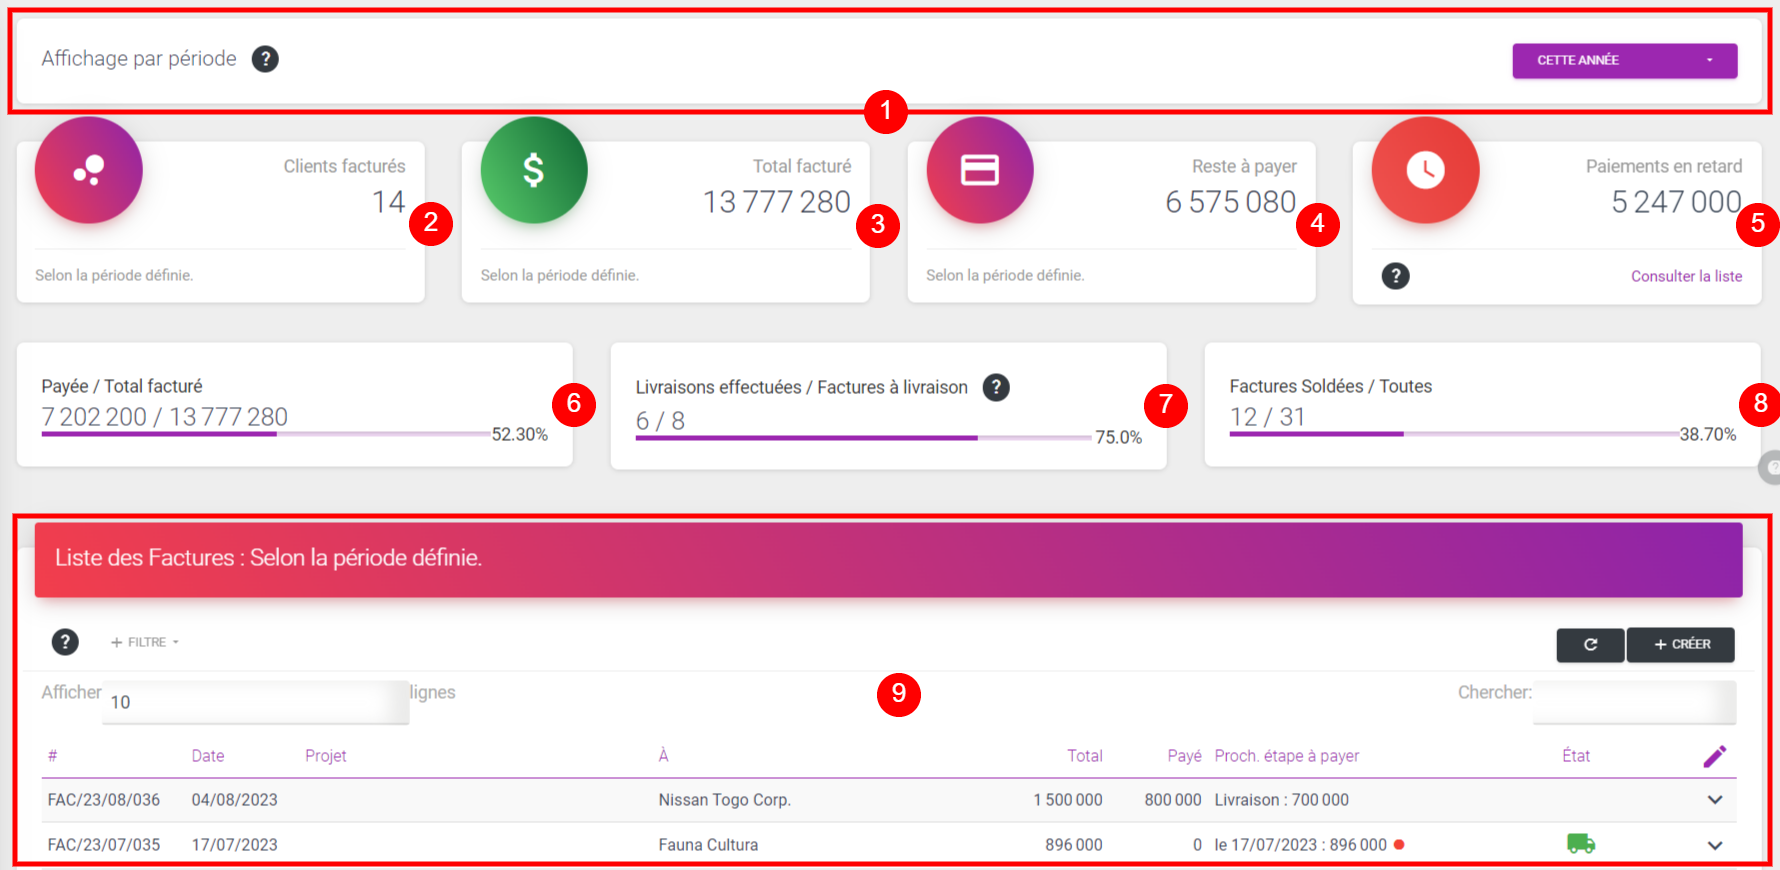 Affichage par période ?
CETTE ANNÉE
1
Clients facturés
14
2
Selon la période définie.
$
Total facturé
13 777 280
3
Selon la période définie.
Reste à payer
6 575 080
4
Selon la période définie.
Paiements en retard
5 247 000
5
?
Consulter la liste
Payée / Total facturé
7 202 200 / 13 777 280
52.30%
6
Livraisons effectuées / Factures à livraison ?
6 / 8
75.0%
7
Factures Soldées / Toutes
12 / 31
38.70%
8
?
Liste des Factures : Selon la période définie.
? + FILTRE
+ CRÉER
Afficher 10 lignes
9
Chercher:
# Date Projet À Total Payé Proch. étape à payer État
FAC/23/08/036 04/08/2023 Nissan Togo Corp. 1 500 000 800 000 Livraison : 700 000
FAC/23/07/035 17/07/2023 Fauna Cultura 896 000 0 le 17/07/2023 : 896 000